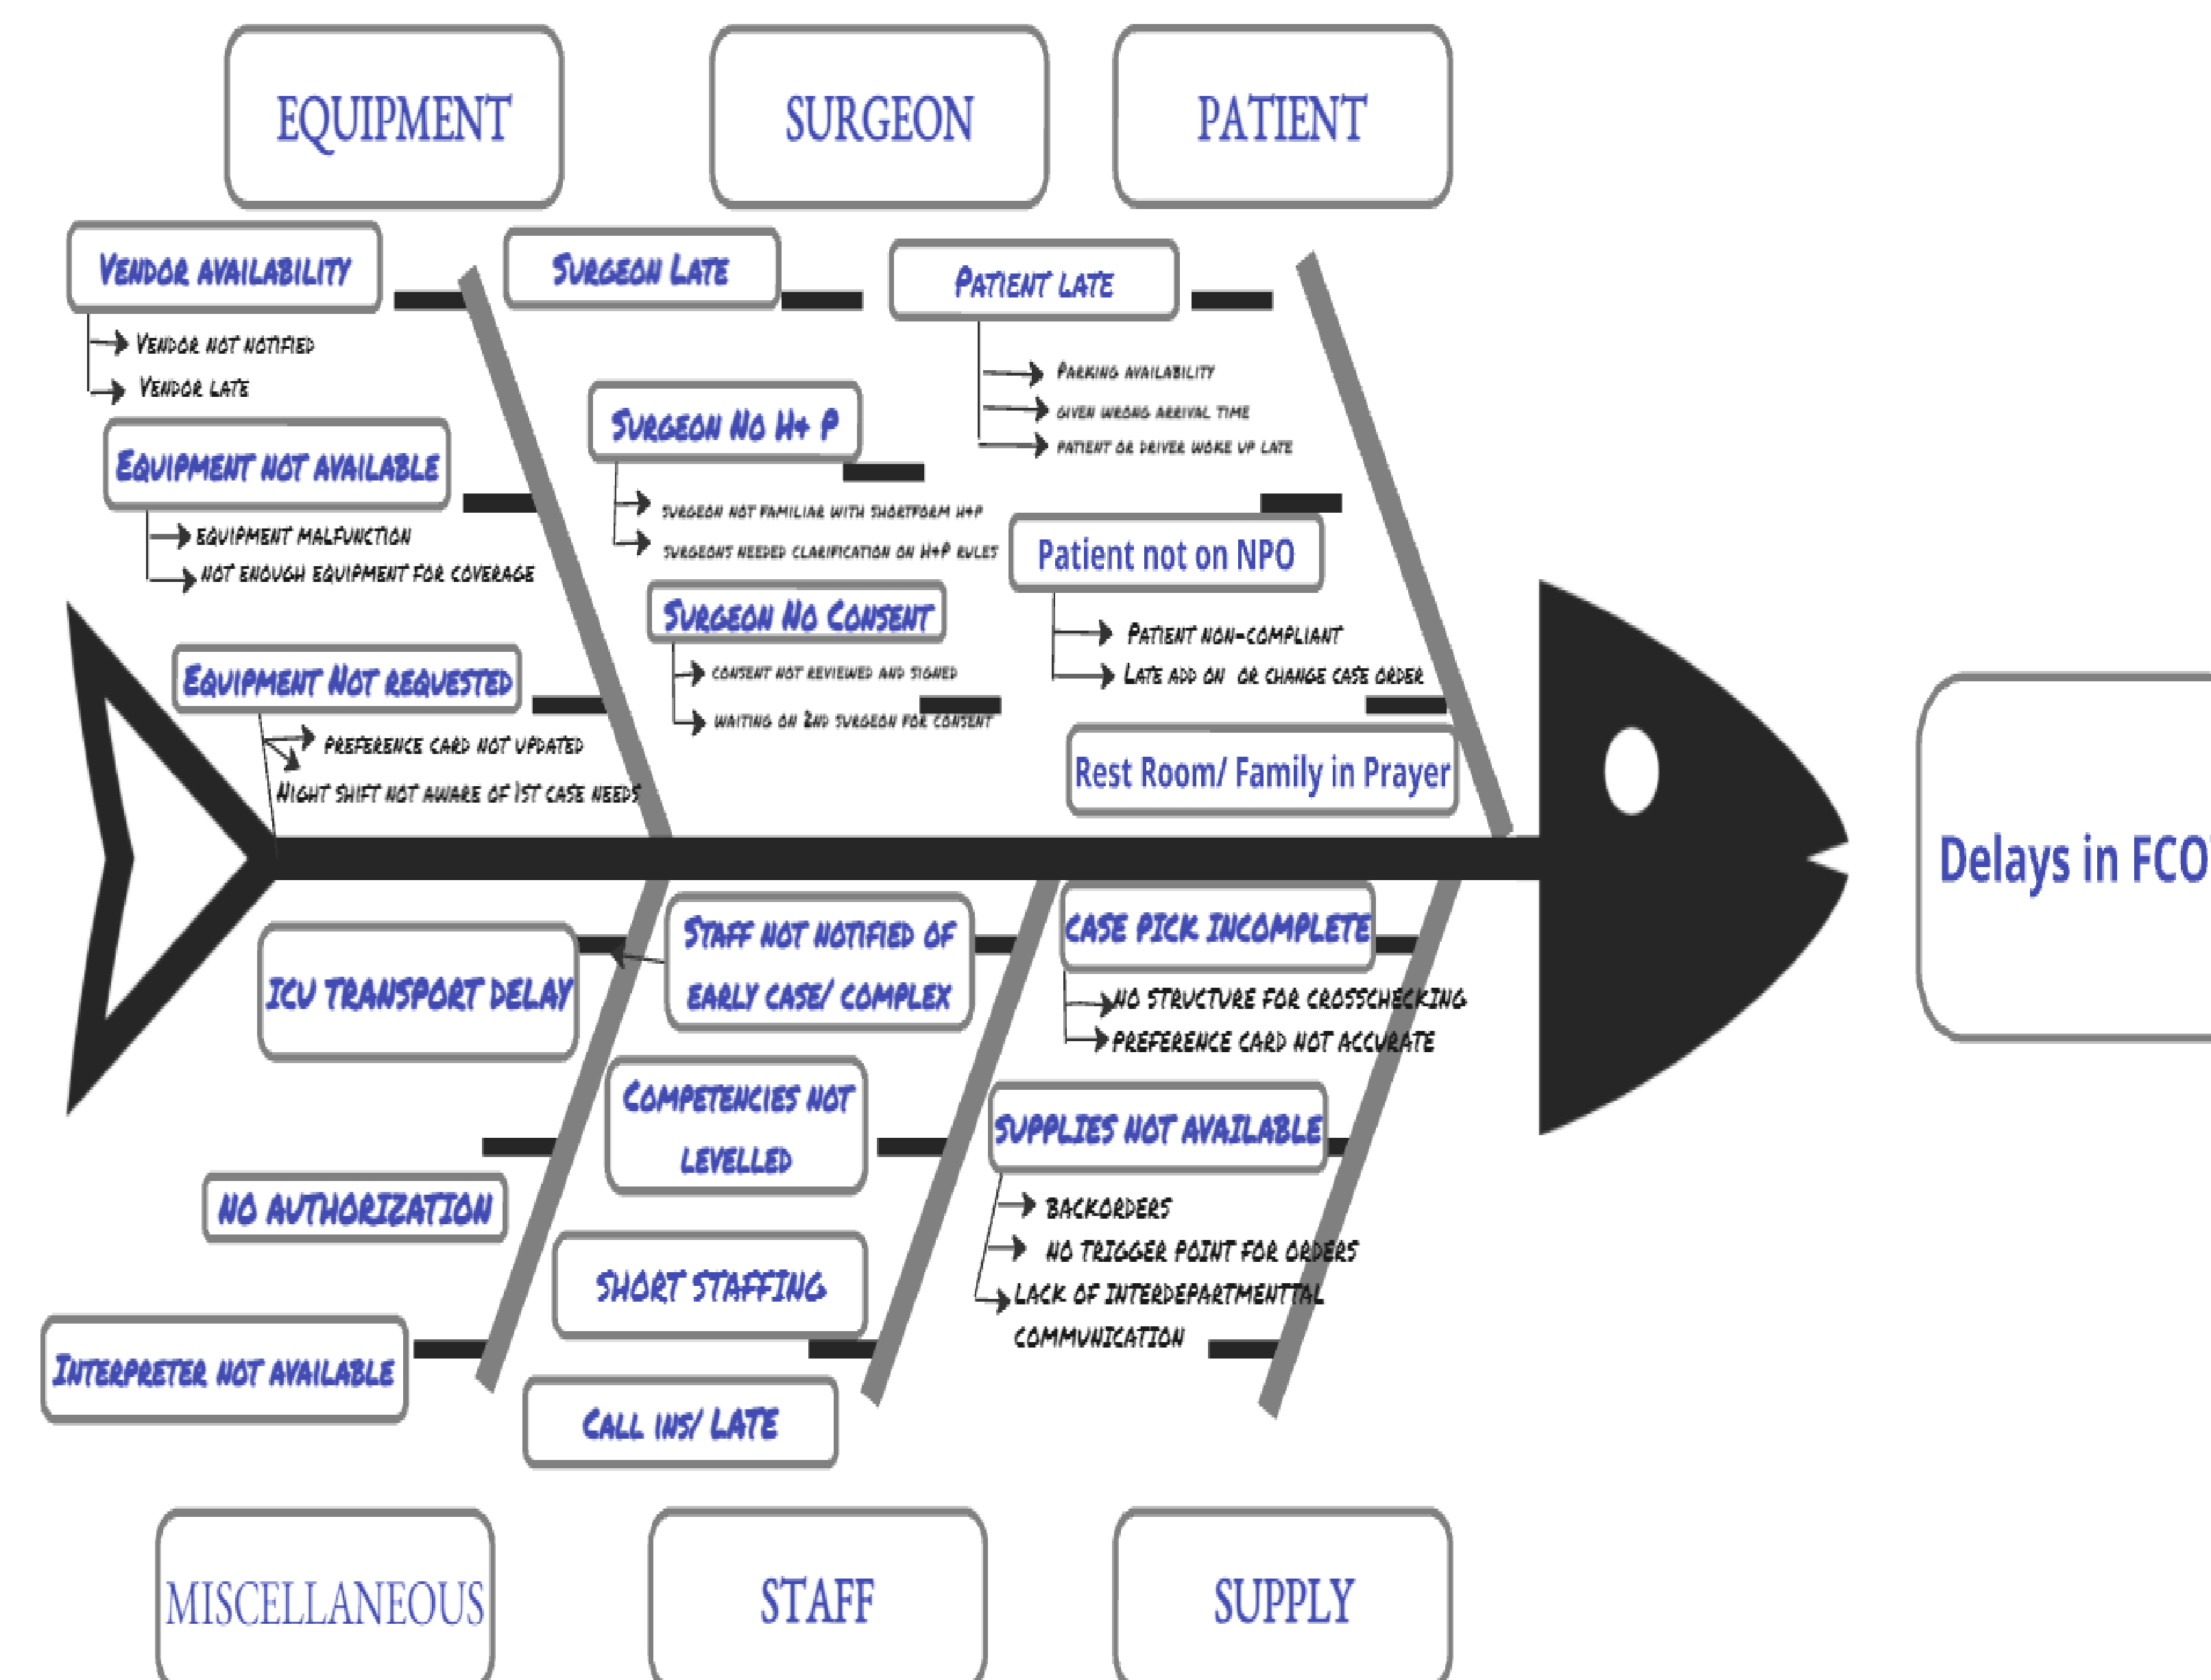 EQUIPMENT
SURGEON
PATIENT
VENDOR AVAILABILITY
VENDOR NOT NOTIFIED
VENDOR LATE
EQUIPMENT NOT AVAILABLE
EQUIPMENT MALFUNCTION
NOT ENOUGH EQUIPMENT FOR COVERAGE
EQUIPMENT NOT REQUESTED
PREFERENCE CARD NOT UPDATED
NIGHT SHIFT NOT AWARE OF 1ST CASE NEEDS
SURGEON LATE
SURGEON NO H+ P
SURGEON NOT FAMILIAR WITH SHORTFORM H+P
SURGEONS NEEDED CLARIFICATION ON H+P RULES
SURGEON NO CONSENT
CONSENT NOT REVIEWED AND SIGNED
WAITING ON 2ND SURGEON FOR CONSENT
PATIENT LATE
PARKING AVAILABILITY
GIVEN WRONG ARRIVAL TIME
PATIENT OR DRIVER WOKE UP LATE
Patient not on NPO
PATIENT NON-COMPLIANT
LATE ADD ON OR CHANGE CASE ORDER
Rest Room/ Family in Prayer
Delays in FCO
ICU TRANSPORT DELAY
NO AUTHORIZATION
INTERPRETER NOT AVAILABLE
STAFF NOT NOTIFIED OF
EARLY CASE/ COMPLEX
COMPETENCIES NOT
LEVELLED
SHORT STAFFING
CALL INS/ LATE
CASE PICK INCOMPLETE
NO STRUCTURE FOR CROSSCHECKING
PREFERENCE CARD NOT ACCURATE
SUPPLIES NOT AVAILABLE
BACKORDERS
NO TRIGGER POINT FOR ORDERS
LACK OF INTERDEPARTMENTTAL
COMMUNICATION
MISCELLANEOUS
STAFF
SUPPLY